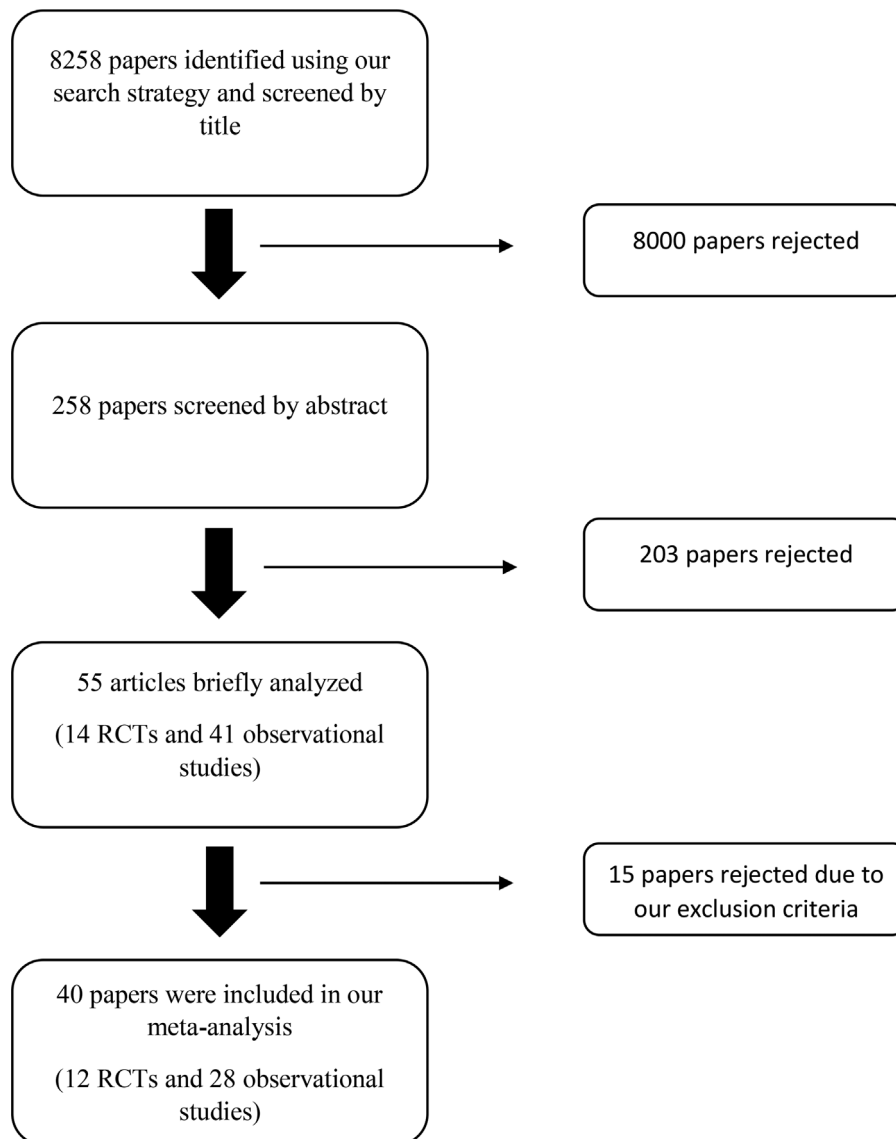 8258 papers identified using our
search strategy and screened by
title
8000 papers rejected
258 papers screened by abstract
203 papers rejected
55 articles briefly analyzed
(14 RCTs and 41 observational
studies)
15 papers rejected due to
our exclusion criteria
40 papers were included in our
meta-analysis
(12 RCTs and 28 observational
studies)